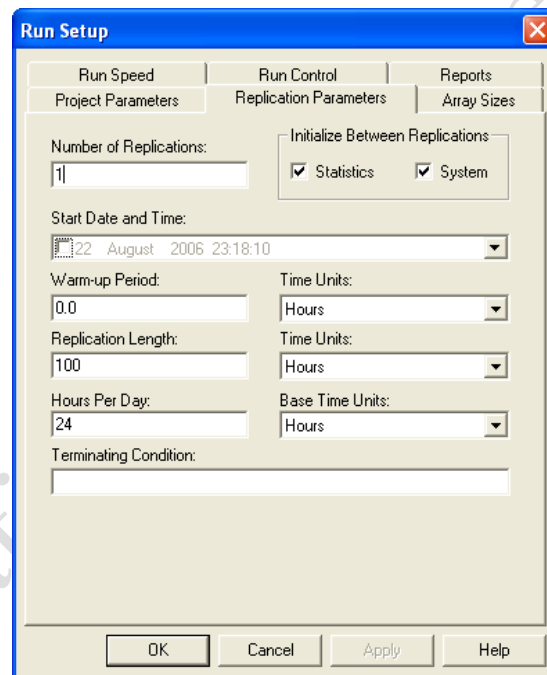 Run Setup
Run Speed Run Control Reports
Project Parameters Replication Parameters Array Sizes
Number of Replications:
Initialize Between Replications
1
Statistics System
Start Date and Time:
22 August 2006 23:18:10
Warm-up Period: Time Units:
0.0 Hours
Replication Length: Time Units:
100 Hours
Hours Per Day: Base Time Units:
24 Hours
Terminating Condition:
OK Cancel Apply Help